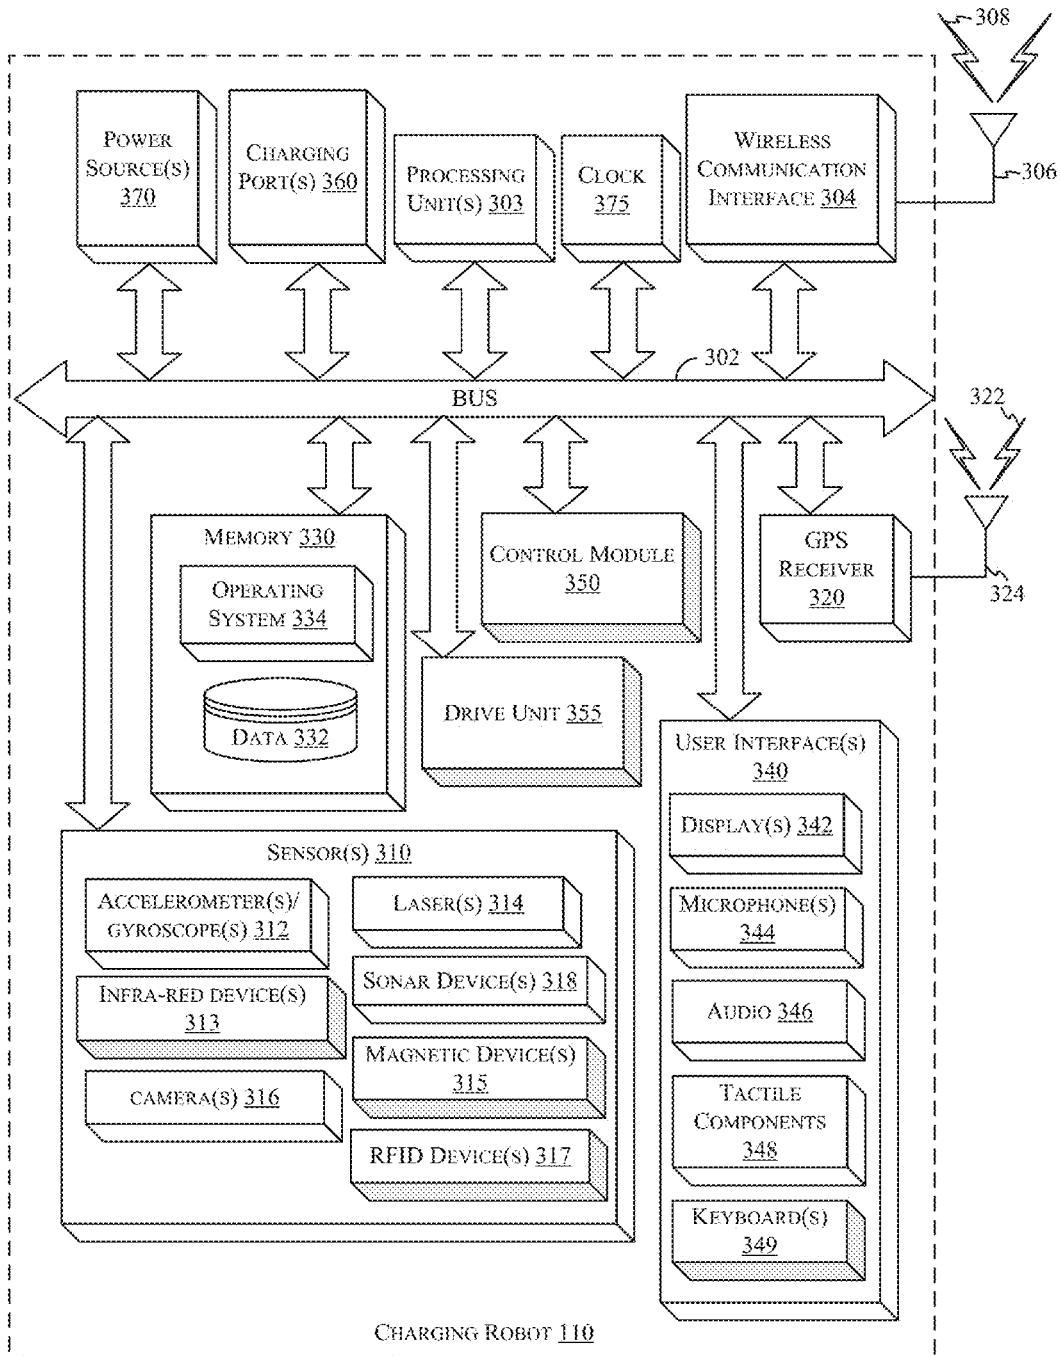 308
POWER
SOURCE(S)
370
CHARGING
PORT(S) 360
PROCESSING
UNIT(S) 303
CLOCK
375
WIRELESS
COMMUNICATION
INTERFACE 304
306
302
BUS
322
MEMORY 330
OPERATING
SYSTEM 334
DATA 332
CONTROL MODULE
350
GPS
RECEIVER
320
324
DRIVE UNIT 355
USER INTERFACE(S)
340
DISPLAY(S) 342
MICROPHONE(S)
344
AUDIO 346
TACTILE
COMPONENTS
348
KEYBOARD(S)
349
SENSOR(S) 310
ACCELEROMETER(S)/
GYROSCOPE(S) 312
LASER(S) 314
INFRA-RED DEVICE(S)
313
SONAR DEVICE(S) 318
MAGNETIC DEVICE(S)
315
CAMERA(S) 316
RFID DEVICE(S) 317
CHARGING ROBOT 110